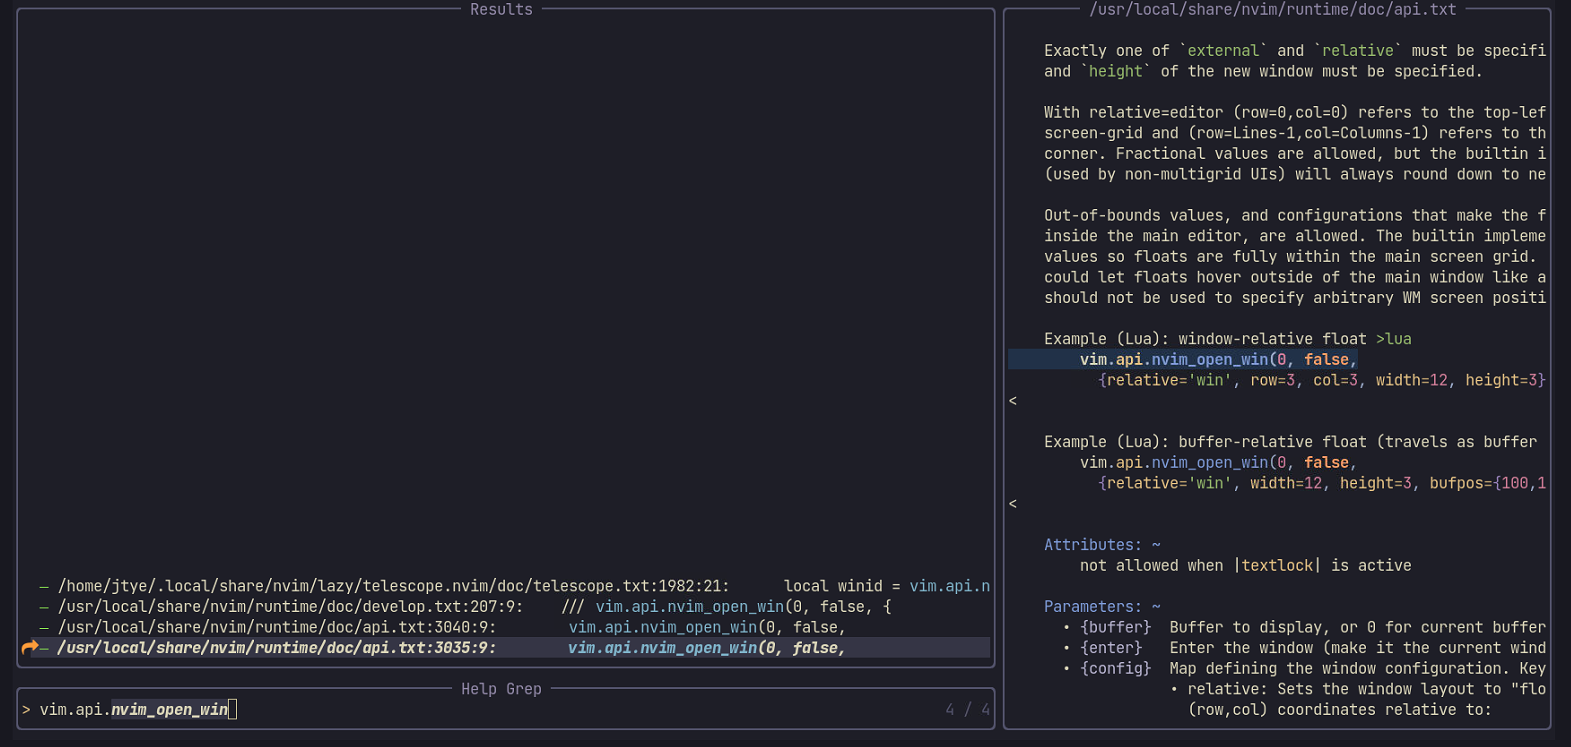 Results
— /home/jtye/.local/share/nvim/lazy/telescope.nvim/doc/telescope.txt:1982:21:      local winid = vim.api.n
— /usr/local/share/nvim/runtime/doc/develop.txt:207:9:    /// vim.api.nvim_open_win(0, false, {
— /usr/local/share/nvim/runtime/doc/api.txt:3040:9:        vim.api.nvim_open_win(0, false,
— /usr/local/share/nvim/runtime/doc/api.txt:3035:9:        vim.api.nvim_open_win(0, false,
Help Grep
> vim.api.nvim_open_win 4 / 4
/usr/local/share/nvim/runtime/doc/api.txt
Exactly one of `external` and `relative` must be specifi
and `height` of the new window must be specified.
With relative=editor (row=0,col=0) refers to the top-lef
screen-grid and (row=Lines-1,col=Columns-1) refers to th
corner. Fractional values are allowed, but the builtin i
(used by non-multigrid UIs) will always round down to ne
Out-of-bounds values, and configurations that make the f
inside the main editor, are allowed. The builtin impleme
values so floats are fully within the main screen grid.
could let floats hover outside of the main window like a
should not be used to specify arbitrary WM screen positi
Example (Lua): window-relative float >lua
vim.api.nvim_open_win(0, false,
{relative='win', row=3, col=3, width=12, height=3}
<
Example (Lua): buffer-relative float (travels as buffer
vim.api.nvim_open_win(0, false,
{relative='win', width=12, height=3, bufpos={100,1
<
Attributes: ~
not allowed when |textlock| is active
Parameters: ~
• {buffer}  Buffer to display, or 0 for current buffer
• {enter}   Enter the window (make it the current wind
• {config}  Map defining the window configuration. Key
• relative: Sets the window layout to "flo
(row,col) coordinates relative to: